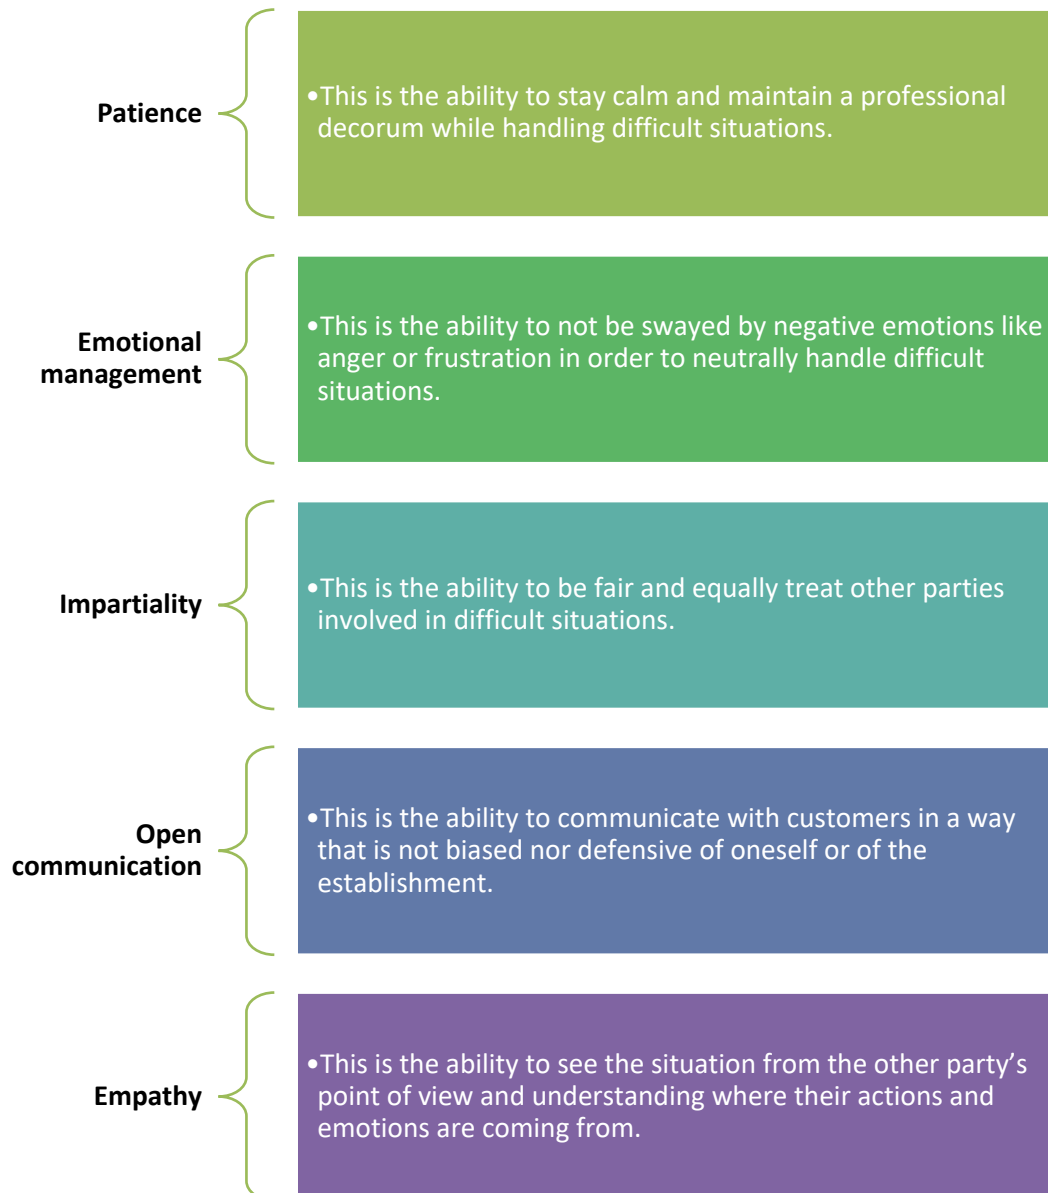 Patience
•This is the ability to stay calm and maintain a professional
decorum while handling difficult situations.
Emotional
management
•This is the ability to not be swayed by negative emotions like
anger or frustration in order to neutrally handle difficult
situations.
Impartiality
•This is the ability to be fair and equally treat other parties
involved in difficult situations.
Open
communication
•This is the ability to communicate with customers in a way
that is not biased nor defensive of oneself or of the
establishment.
Empathy
•This is the ability to see the situation from the other party’s
point of view and understanding where their actions and
emotions are coming from.